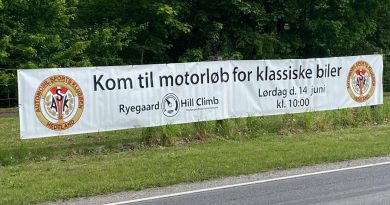 Kom til motorløb for klassiske biler
Ryegaard Hill Climb
Lørdag d. 14 juni
kl. 10:00